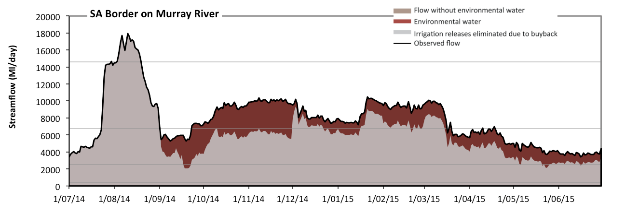 SA Border on Murray River
Flow without environmental water
Environmental water
Irrigation releases eliminated due to buyback
Observed flow
Streamflow (Ml/day)
20000
18000
16000
14000
12000
10000
8000
6000
4000
2000
0
1/07/14 1/08/14 1/09/14 1/10/14 1/11/14 1/12/14 1/01/15 1/02/15 1/03/15 1/04/15 1/05/15 1/06/15